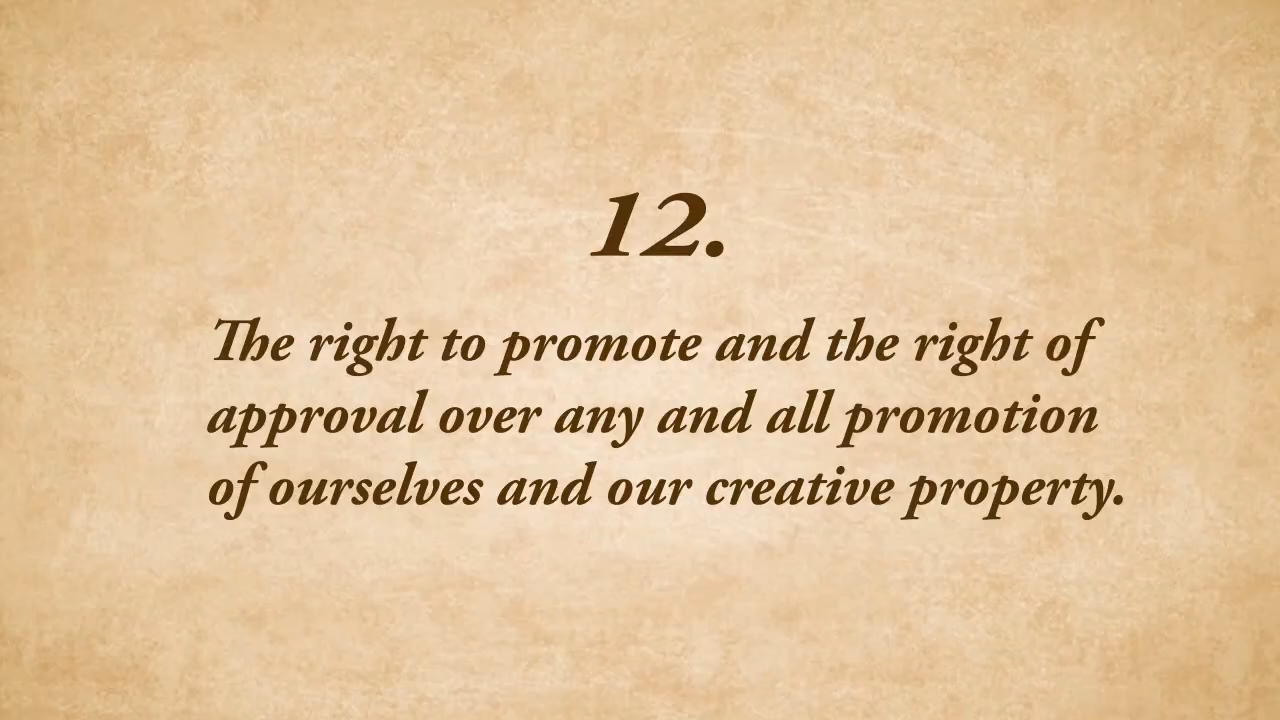 12.
The right to promote and the right of
approval over any and all promotion
of ourselves and our creative property.